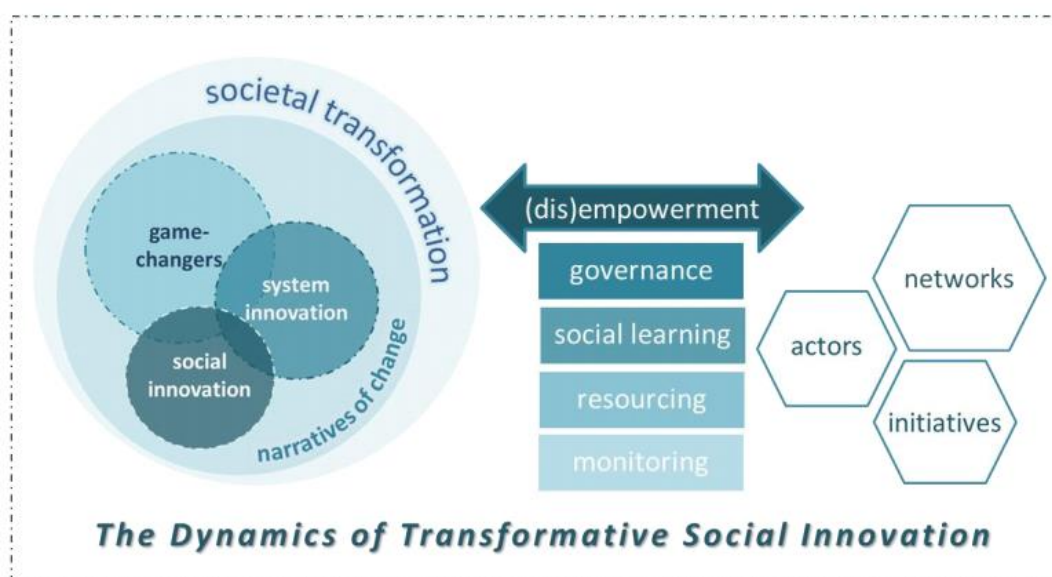 societal transformation
game-
changers
system
innovation
social
innovation
narratives of change
(dis)empowerment
governance
social learning
resourcing
monitoring
networks
actors
initiatives
The Dynamics of Transformative Social Innovation